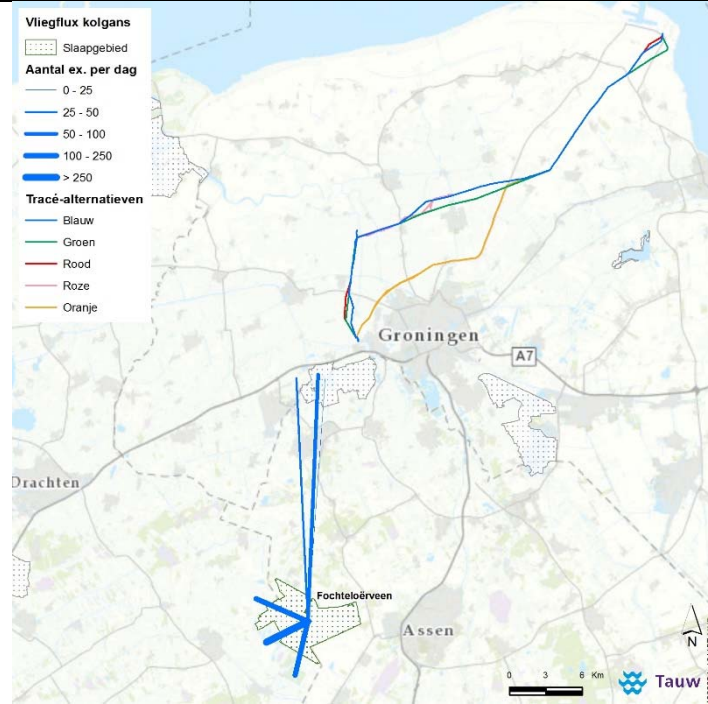 Vliegflux kolgans
Slaapgebied
Aantal ex. per dag
0 - 25
25 - 50
50 - 100
100 - 250
> 250
Tracé-alternatieven
Blauw
Groen
Rood
Roze
Oranje
Groningen
A7
Drachten
Fochteloërveen
Assen
N
0 3 6 Km
Tauw